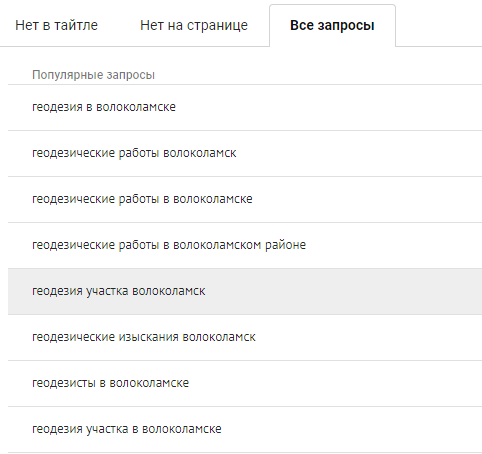 Нет в тайтле Нет на странице Все запросы
Популярные запросы
геодезия в волоколамске
геодезические работы волоколамск
геодезические работы в волоколамске
геодезические работы в волоколамском районе
геодезия участка волоколамск
геодезические изыскания волоколамск
геодезисты в волоколамске
геодезия участка в волоколамске